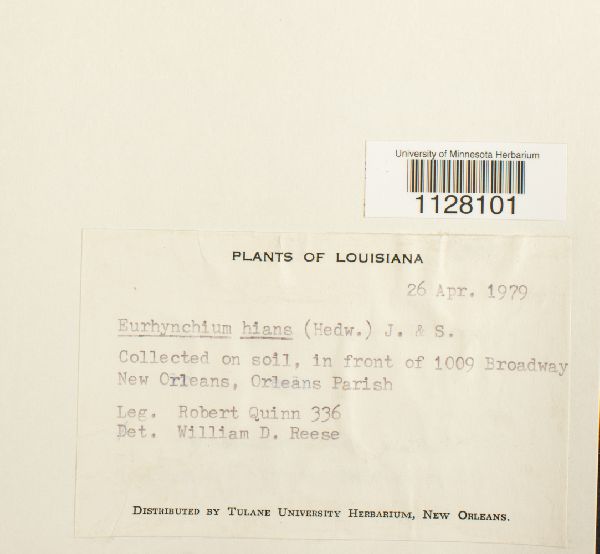 University of Minnesota Herbarium
1128101
PLANTS OF LOUISIANA
26 Apr. 1979
Eurhynchium hians (Hedw.) J. & S.
Collected on soil, in front of 1009 Broadway
New Orleans, Orleans Parish
Leg. Robert Quinn 336
Det. William D. Reese
DISTRIBUTED BY TULANE UNIVERSITY HERBARIUM, NEW ORLEANS.